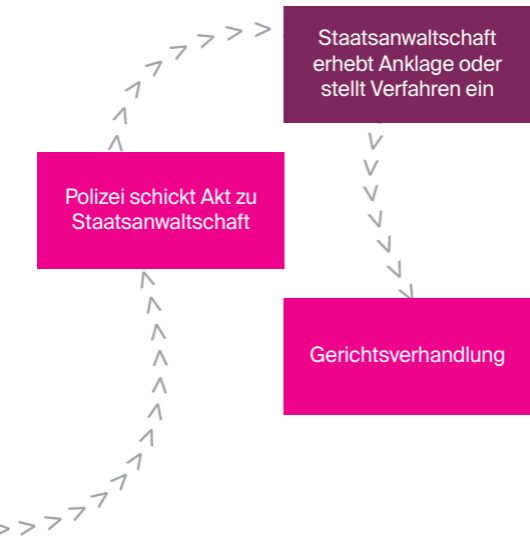 Staatsanwaltschaft
erhebt Anklage oder
stellt Verfahren ein
Polizei schickt Akt zu
Staatsanwaltschaft
Gerichtsverhandlung